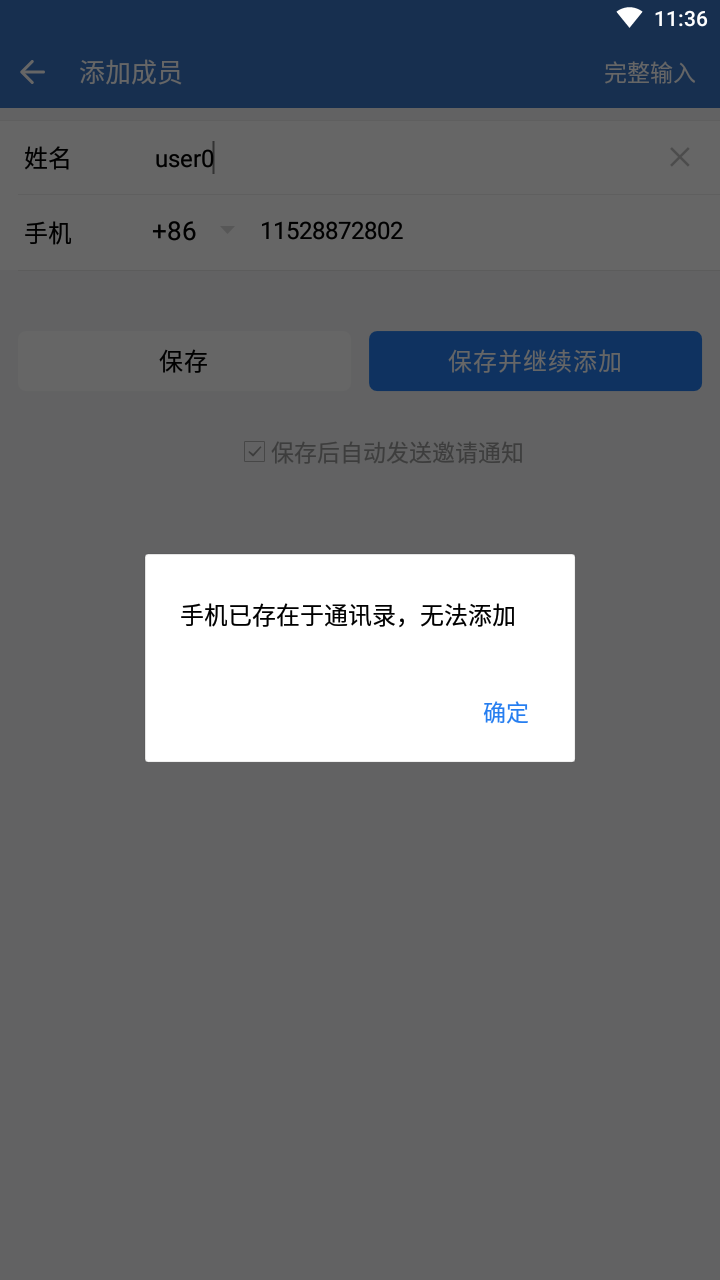 11:36
添加成员 完整输入
姓名 user0
手机 +86 11528872802
保存 保存并继续添加
保存后自动发送邀请通知
手机已存在于通讯录，无法添加
确定